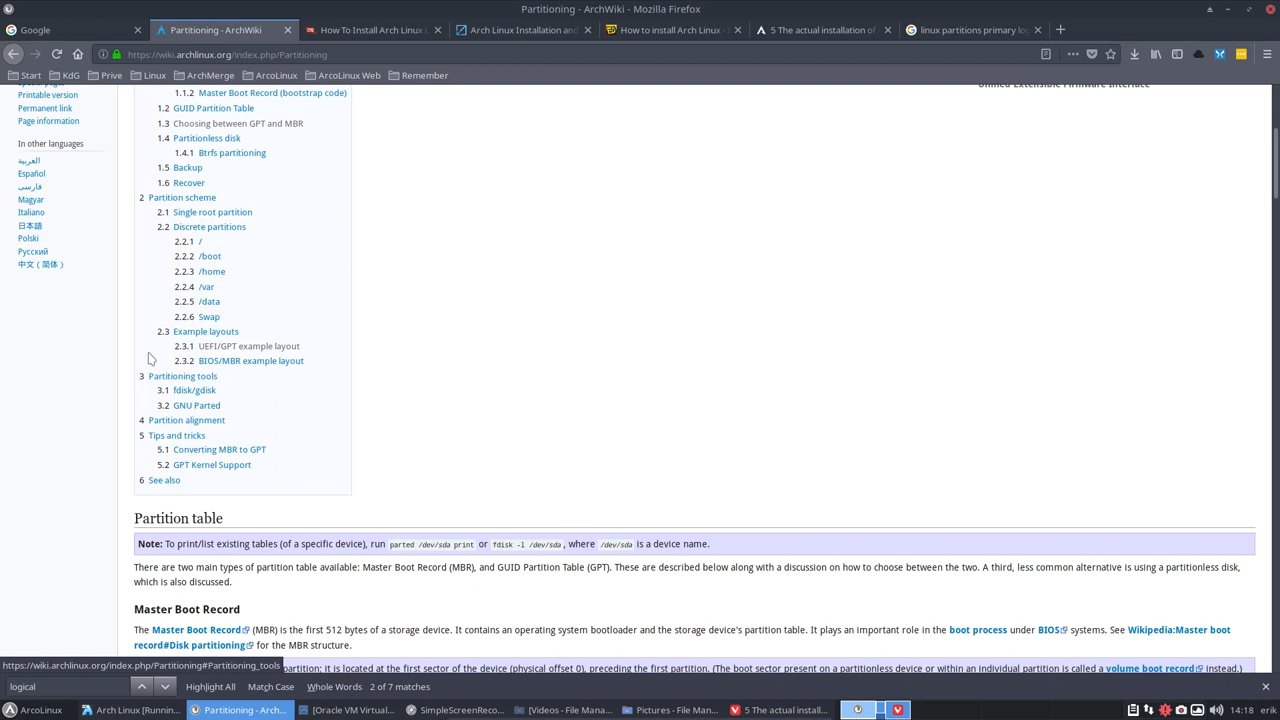 Partitioning - ArchWiki - Mozilla Firefox
Google
Partitioning - ArchWiki
How To Install Arch Linux L
Arch Linux Installation and
How to install Arch Linux -
5 The actual installation of
linux partitions primary log
https://wiki.archlinux.org/index.php/Partitioning
Start
KdG
Prive
Linux
ArchMerge
ArcoLinux
ArcoLinux Web
Remember
Printable version
Permanent link
Page information
In other languages
العربية
Español
فارسی
Magyar
Italiano
日本語
Polski
Русский
中文（简体）
Unified Extensible Firmware Interface
1.1.2 Master Boot Record (bootstrap code)
1.2 GUID Partition Table
1.3 Choosing between GPT and MBR
1.4 Partitionless disk
1.4.1 Btrfs partitioning
1.5 Backup
1.6 Recover
2 Partition scheme
2.1 Single root partition
2.2 Discrete partitions
2.2.1 /
2.2.2 /boot
2.2.3 /home
2.2.4 /var
2.2.5 /data
2.2.6 Swap
2.3 Example layouts
2.3.1 UEFI/GPT example layout
2.3.2 BIOS/MBR example layout
3 Partitioning tools
3.1 fdisk/gdisk
3.2 GNU Parted
4 Partition alignment
5 Tips and tricks
5.1 Converting MBR to GPT
5.2 GPT Kernel Support
6 See also
Partition table
Note: To print/list existing tables (of a specific device), run parted /dev/sda print or fdisk -l /dev/sda, where /dev/sda is a device name.
There are two main types of partition table available: Master Boot Record (MBR), and GUID Partition Table (GPT). These are described below along with a discussion on how to choose between the two. A third, less common alternative is using a partitionless disk,
which is also discussed.
Master Boot Record
The Master Boot Record (MBR) is the first 512 bytes of a storage device. It contains an operating system bootloader and the storage device's partition table. It plays an important role in the boot process under BIOS systems. See Wikipedia:Master boot
record#Disk partitioning for the MBR structure.
partition; it is located at the first sector of the device (physical offset 0), preceding the first partition. (The boot sector present on a partitionless device or within an individual partition is called a volume boot record instead.)
https://wiki.archlinux.org/index.php/Partitioning#Partitioning_tools
logical
Highlight All
Match Case
Whole Words
2 of 7 matches
ArcoLinux
Arch Linux [Runnin...
Partitioning - Arch...
[Oracle VM Virtual...
SimpleScreenReco...
[Videos - File Mana...
Pictures - File Man...
5 The actual install...
14:18
erik